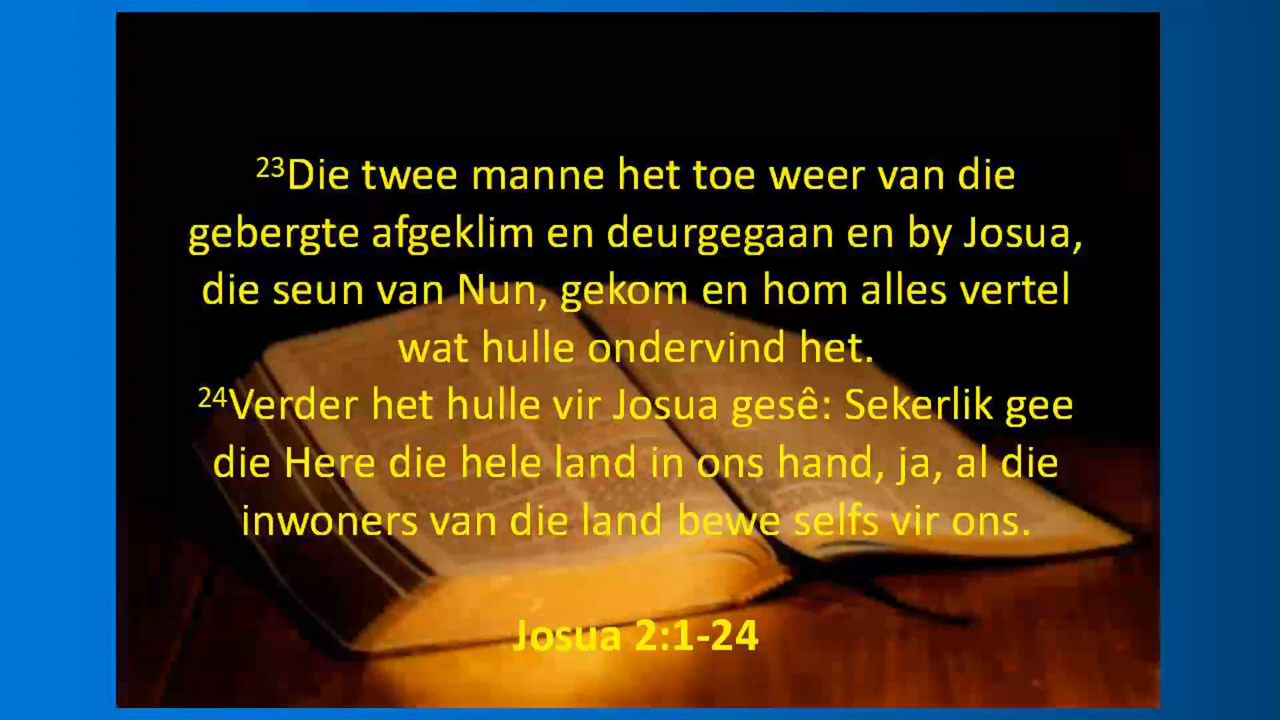 ²³Die twee manne het toe weer van die
gebergte afgeklim en deurgegaan en by Josua,
die seun van Nun, gekom en hom alles vertel
wat hulle ondervind het.
²⁴Verder het hulle vir Josua gesê: Sekerlik gee
die Here die hele land in ons hand, ja, al die
inwoners van die land bewe selfs vir ons.
Josua 2:1-24